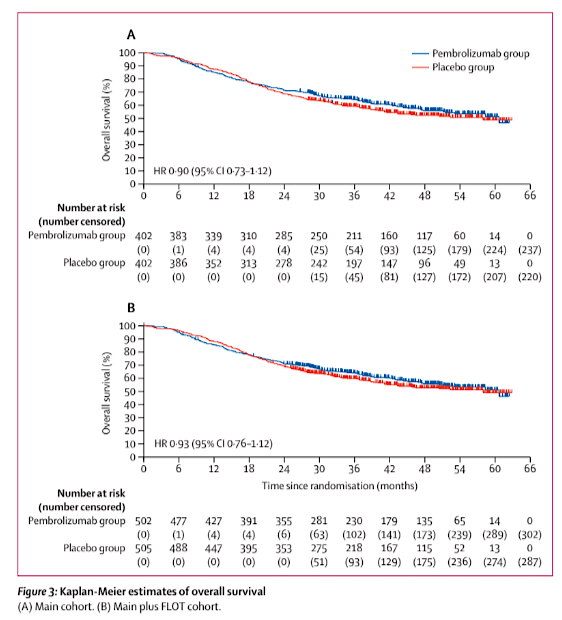 A
100
90
80
70
60
50
40
30
20
10
0
Overall survival (%)
Pembrolizumab group
Placebo group
HR 0·90 (95% CI 0·73–1·12)
0 6 12 18 24 30 36 42 48 54 60 66
Number at risk
(number censored)
Pembrolizumab group 402 383 339 310 285 250 211 160 117 60 14 0
(0) (1) (4) (4) (4) (25) (54) (93) (125) (179) (224) (237)
Placebo group 402 386 352 313 278 242 197 147 96 49 13 0
(0) (0) (0) (0) (0) (15) (45) (81) (127) (172) (207) (220)
B
100
90
80
70
60
50
40
30
20
10
0
Overall survival (%)
HR 0·93 (95% CI 0·76–1·12)
0 6 12 18 24 30 36 42 48 54 60 66
Time since randomisation (months)
Number at risk
(number censored)
Pembrolizumab group 502 477 427 391 355 281 230 179 135 65 14 0
(0) (1) (4) (4) (6) (63) (102) (141) (173) (239) (289) (302)
Placebo group 505 488 447 395 353 275 218 167 115 52 13 0
(0) (0) (0) (0) (0) (51) (93) (129) (175) (236) (274) (287)
Figure 3: Kaplan-Meier estimates of overall survival
(A) Main cohort. (B) Main plus FLOT cohort.